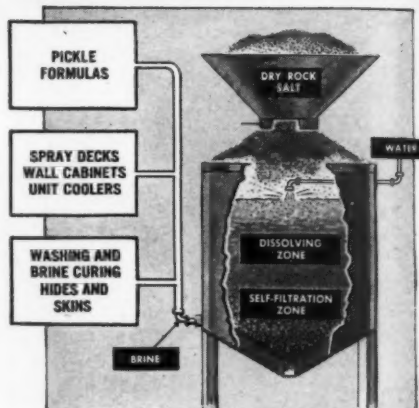 PICKLE
FORMULAS
SPRAY DECKS
WALL CABINETS
UNIT COOLERS
WASHING AND
BRINE CURING
HIDES AND
SKINS
DRY ROCK
SALT
WATER
DISSOLVING
ZONE
SELF-FILTRATION
ZONE
BRINE